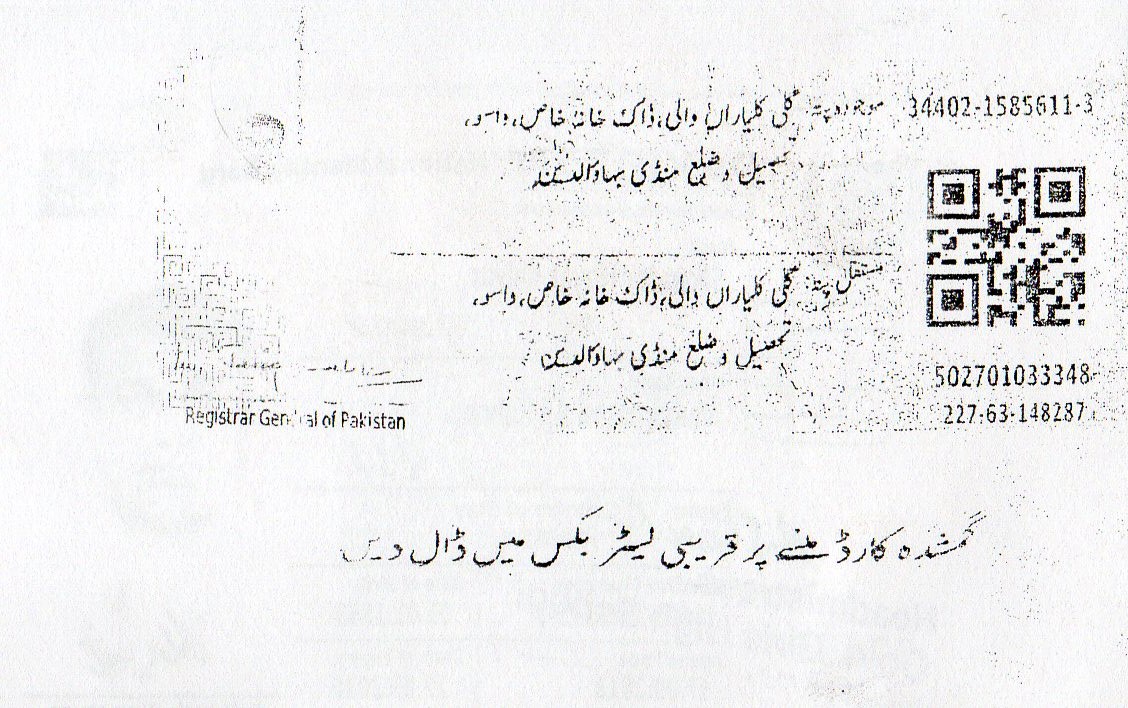 34402-1585611-3
موجودہ پتہ: گلی کلیاراں والی، ڈاک خانہ خاص، واسو،
تحصیل و ضلع منڈی بہاؤالدین
مستقل پتہ: گلی کلیاراں والی، ڈاک خانہ خاص، واسو،
تحصیل و ضلع منڈی بہاؤالدین
502701033348
227-63-148287
Registrar General of Pakistan
گمشدہ کارڈ ملنے پر قریبی لیٹر بکس میں ڈال دیں